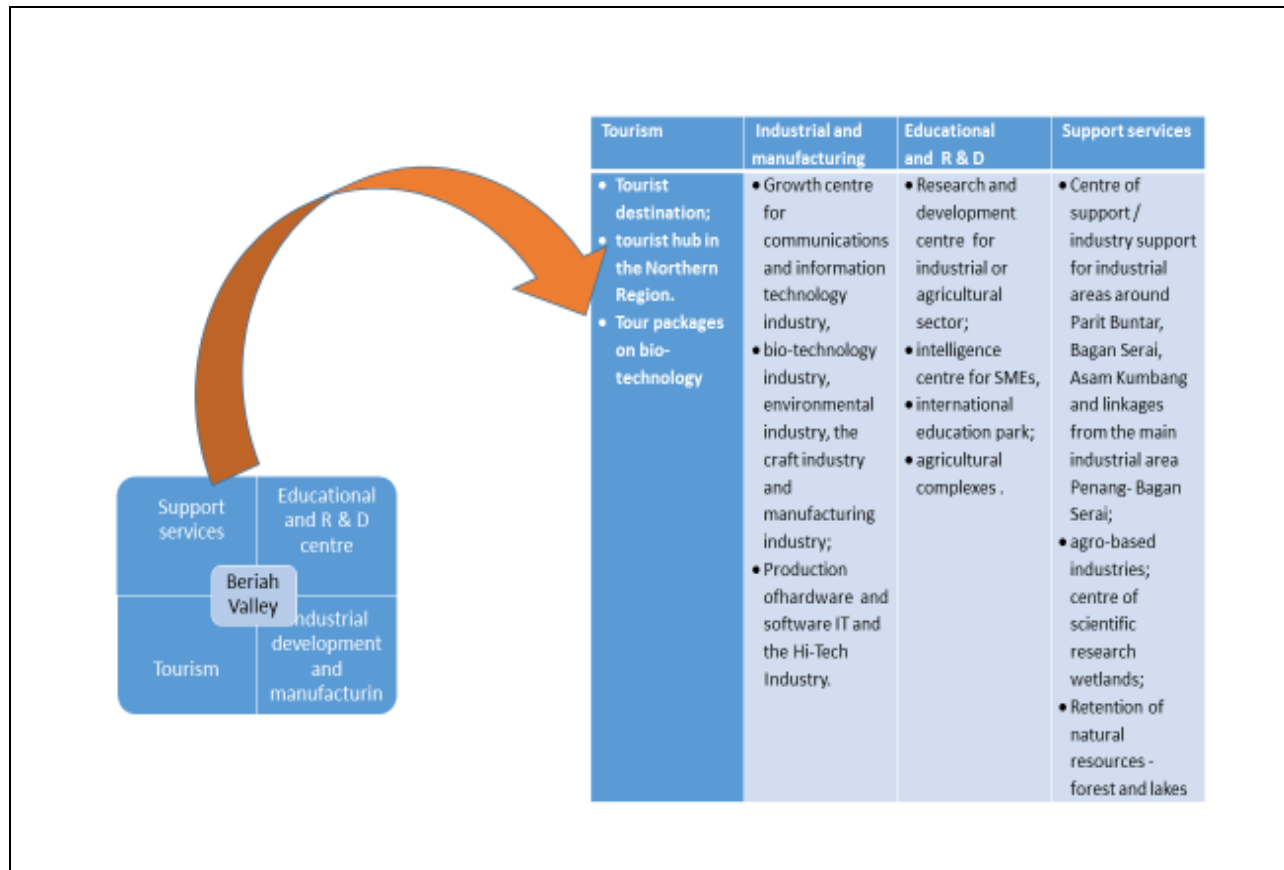 Support
services
Educational
and R & D
centre
Beriah
Valley
Tourism
industrial
development
and
manufacturin
Tourism
Industrial and
manufacturing
Educational
and R & D
Support services
• Tourist
destination;
• tourist hub in
the Northern
Region.
• Tour packages
on bio-
technology
• Growth centre
for
communications
and information
technology
industry,
• bio-technology
industry,
environmental
industry, the
craft industry
and
manufacturing
industry;
• Production
ofhardware and
software IT and
the Hi-Tech
Industry.
• Research and
development
centre for
industrial or
agricultural
sector;
• intelligence
centre for SMEs,
• international
education park;
• agricultural
complexes .
• Centre of
support /
industry support
for industrial
areas around
Parit Buntar,
Bagan Serai,
Asam Kumbang
and linkages
from the main
industrial area
Penang- Bagan
Serai;
• agro-based
industries;
centre of
scientific
research
wetlands;
• Retention of
natural
resources -
forest and lakes